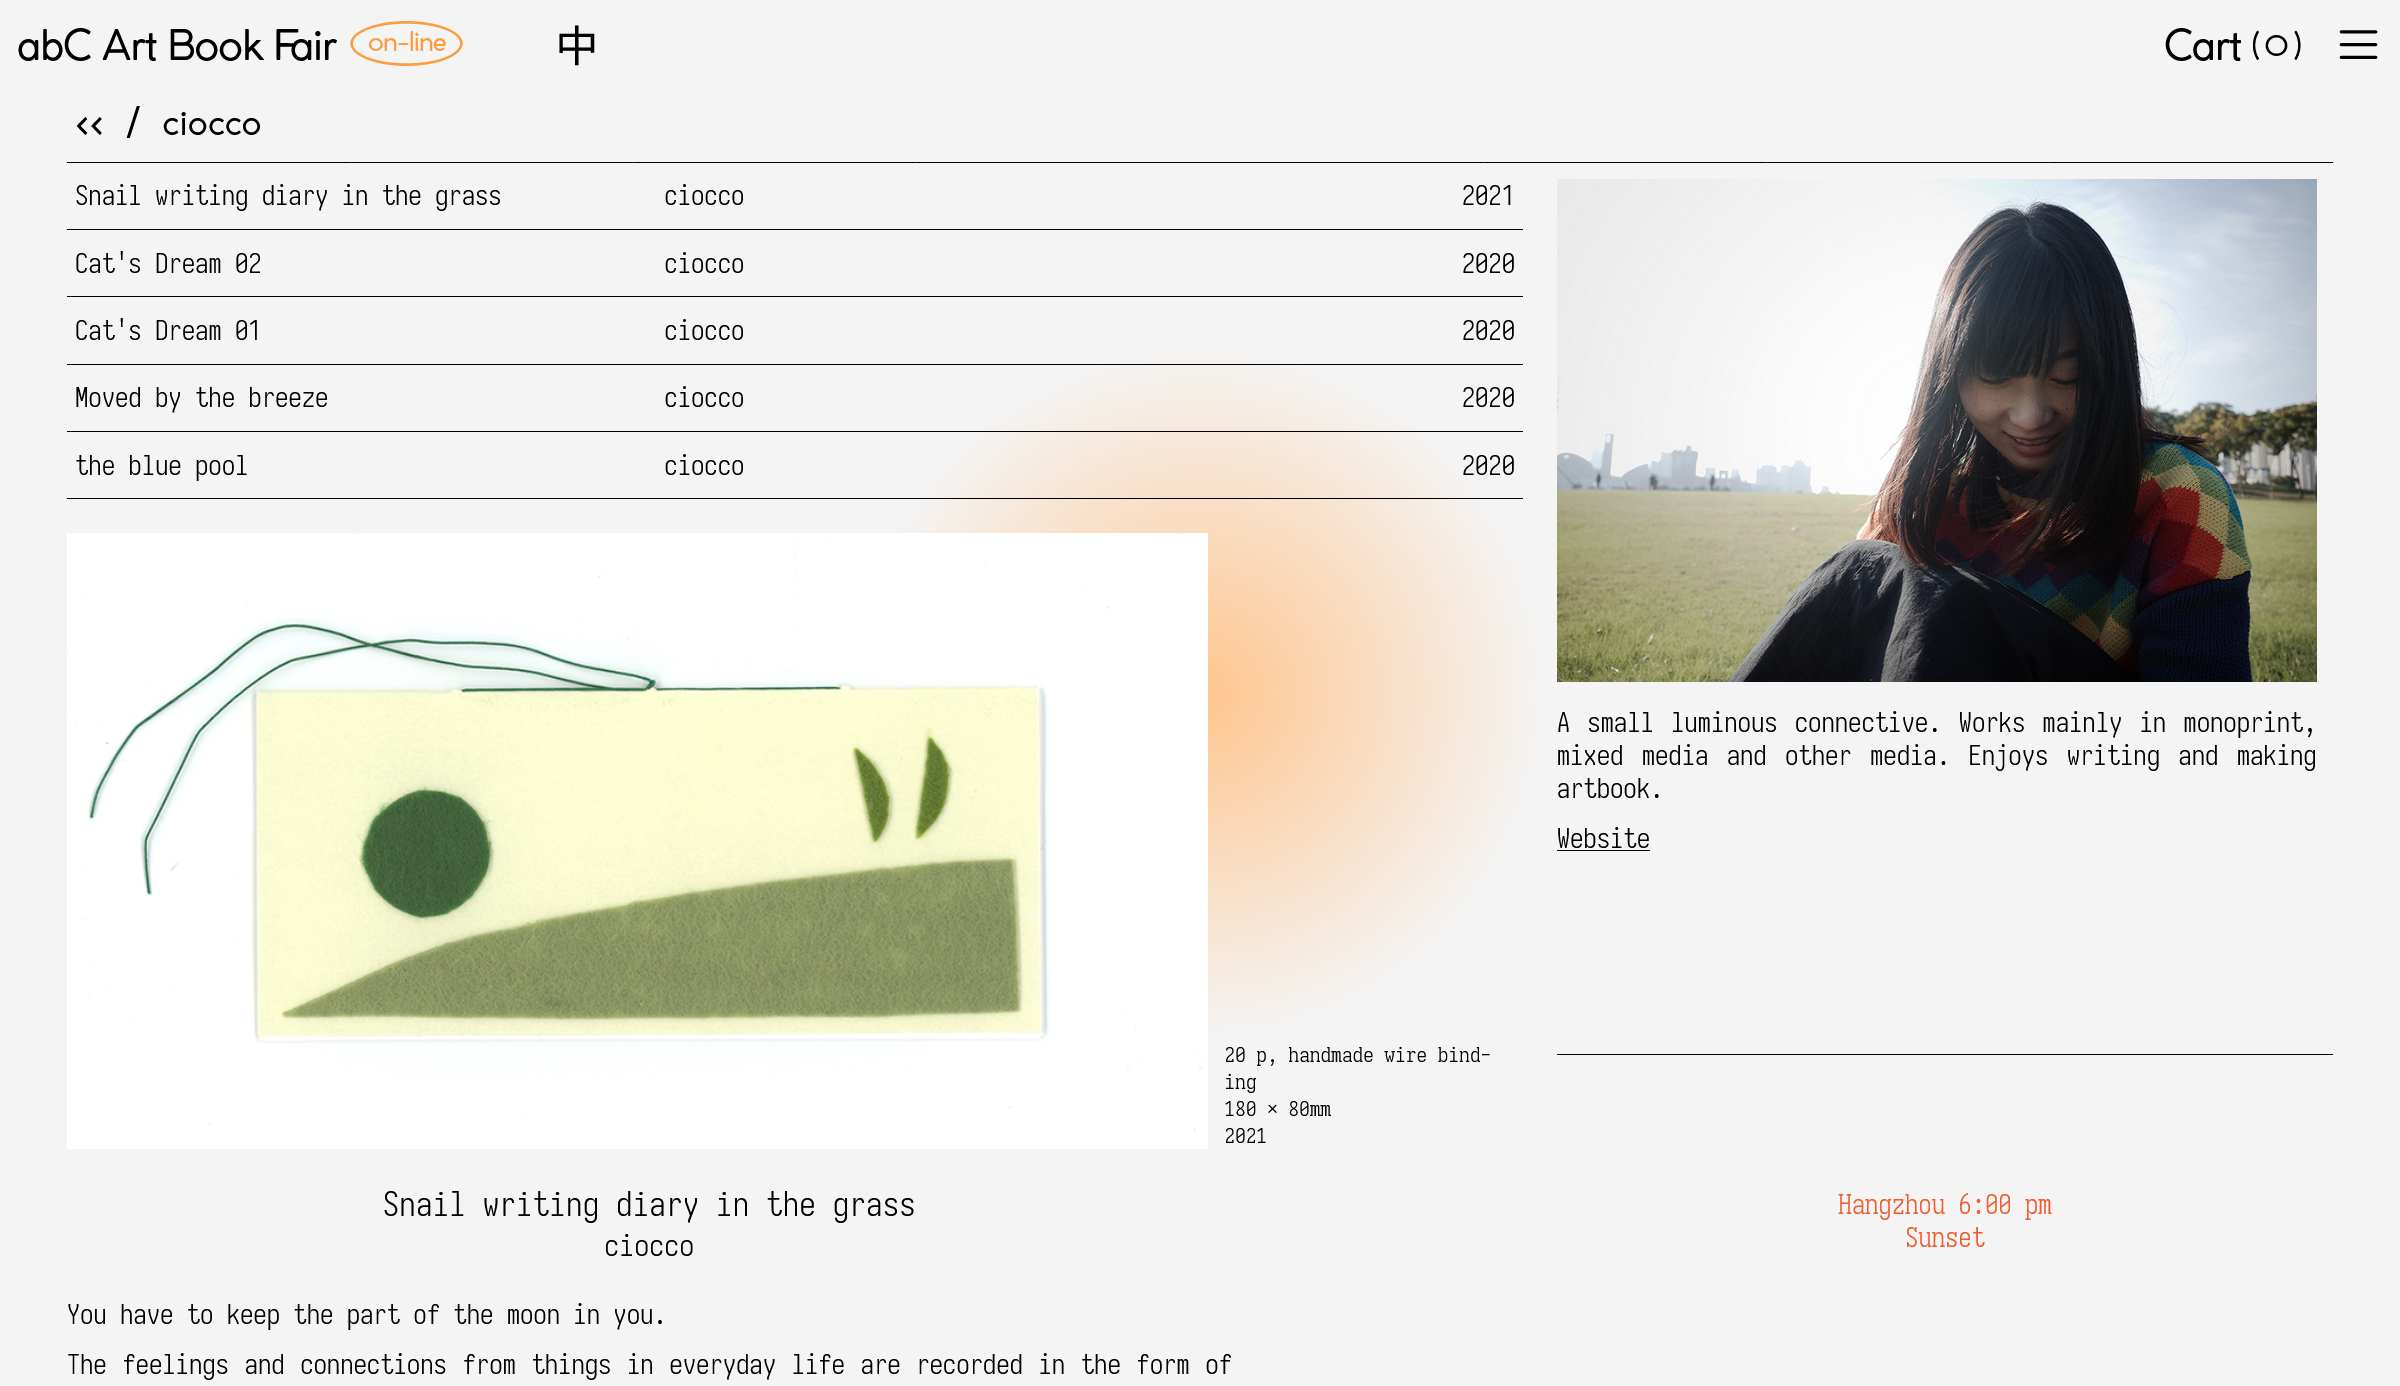 abC Art Book Fair on-line 中 Cart (○)
<< / ciocco
Snail writing diary in the grass ciocco 2021
Cat's Dream 02 ciocco 2020
Cat's Dream 01 ciocco 2020
Moved by the breeze ciocco 2020
the blue pool ciocco 2020
A small luminous connective. Works mainly in monoprint,
mixed media and other media. Enjoys writing and making
artbook.
Website
20 p, handmade wire bind-
ing
180 × 80mm
2021
Snail writing diary in the grass
ciocco
Hangzhou 6:00 pm
Sunset
You have to keep the part of the moon in you.
The feelings and connections from things in everyday life are recorded in the form of